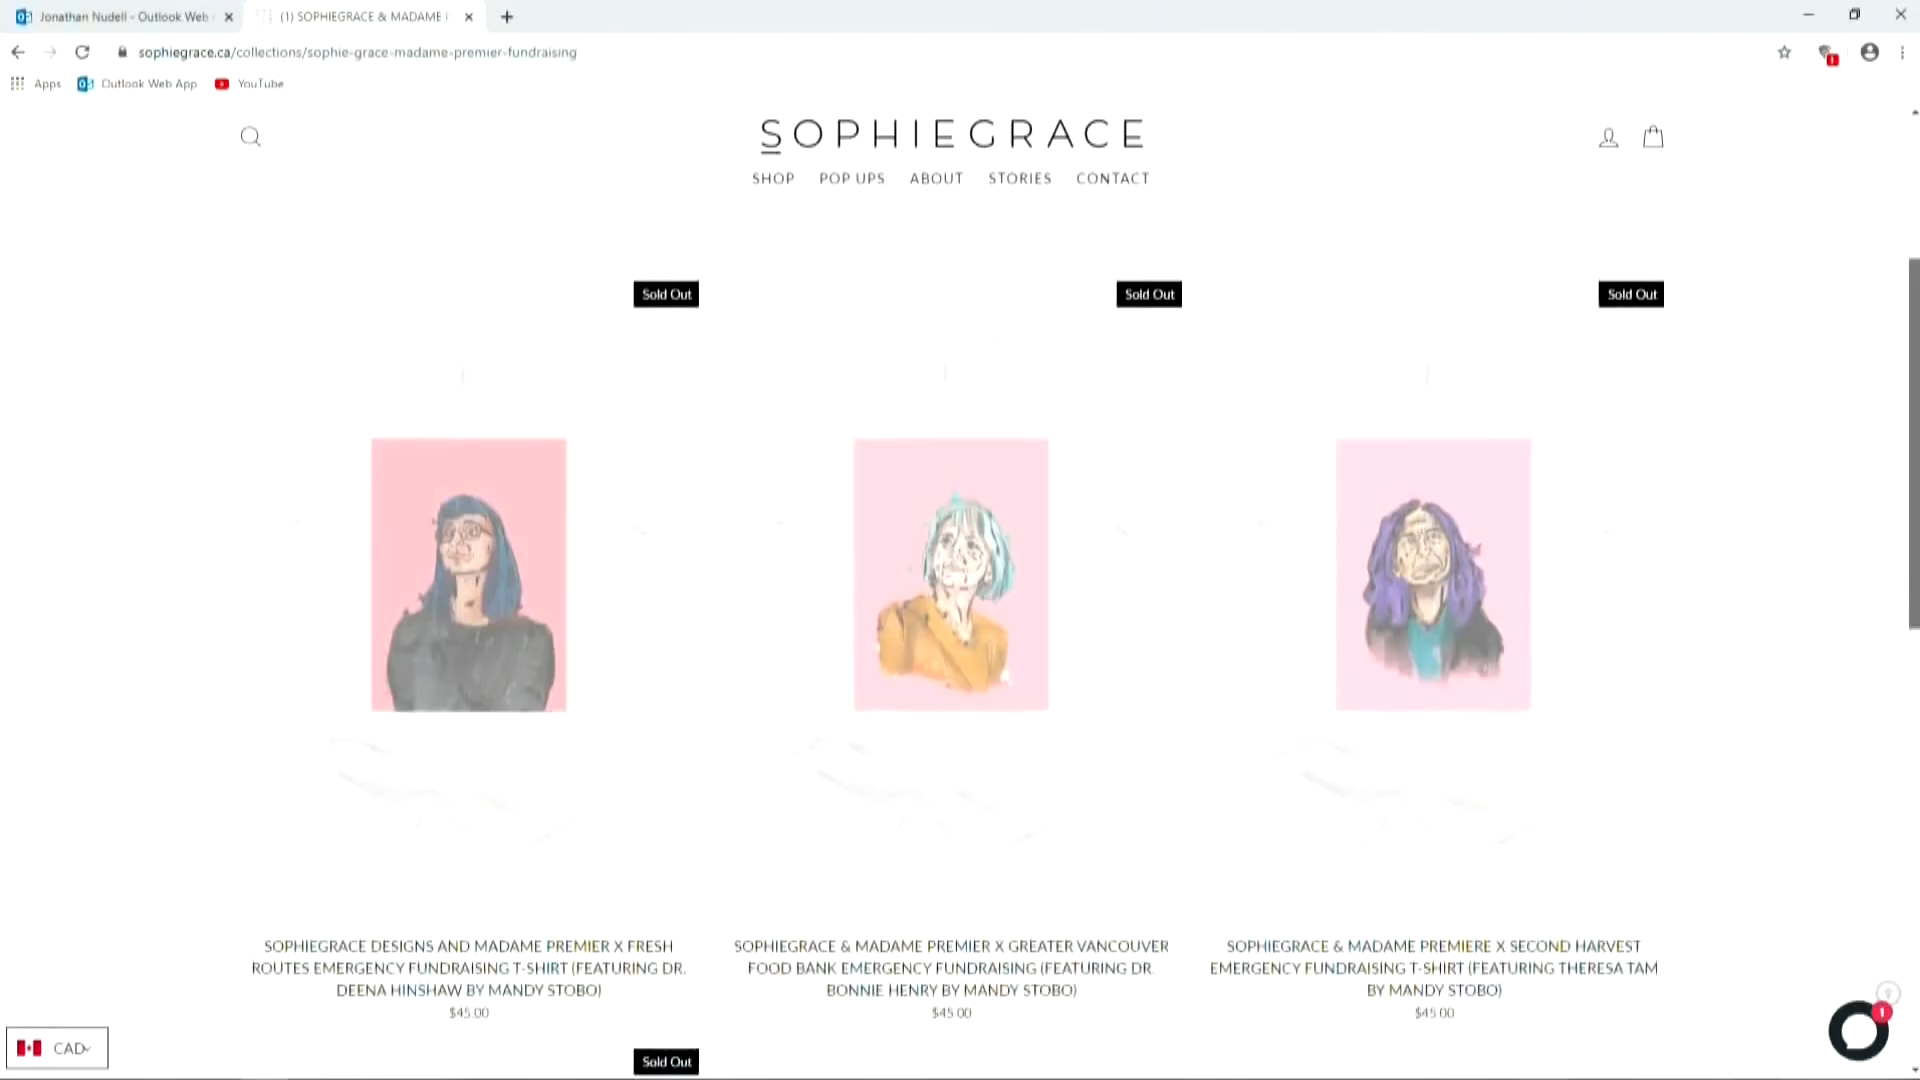 Jonathan Nudell - Outlook Web
(1) SOPHIEGRACE & MADAME
sophiegrace.ca/collections/sophie-grace-madame-premier-fundraising
Apps
Outlook Web App
YouTube
SOPHIEGRACE
SHOP POP UPS ABOUT STORIES CONTACT
Sold Out
Sold Out
Sold Out
SOPHIEGRACE DESIGNS AND MADAME PREMIER X FRESH
ROUTES EMERGENCY FUNDRAISING T-SHIRT (FEATURING DR.
DEENA HINSHAW BY MANDY STOBO)
$45.00
SOPHIEGRACE & MADAME PREMIER X GREATER VANCOUVER
FOOD BANK EMERGENCY FUNDRAISING (FEATURING DR
BONNIE HENRY BY MANDY STOBO)
$45.00
SOPHIEGRACE & MADAME PREMIERE X SECOND HARVEST
EMERGENCY FUNDRAISING T-SHIRT (FEATURING THERESA TAM
BY MANDY STOBO)
$45.00
1
CAD
Sold Out